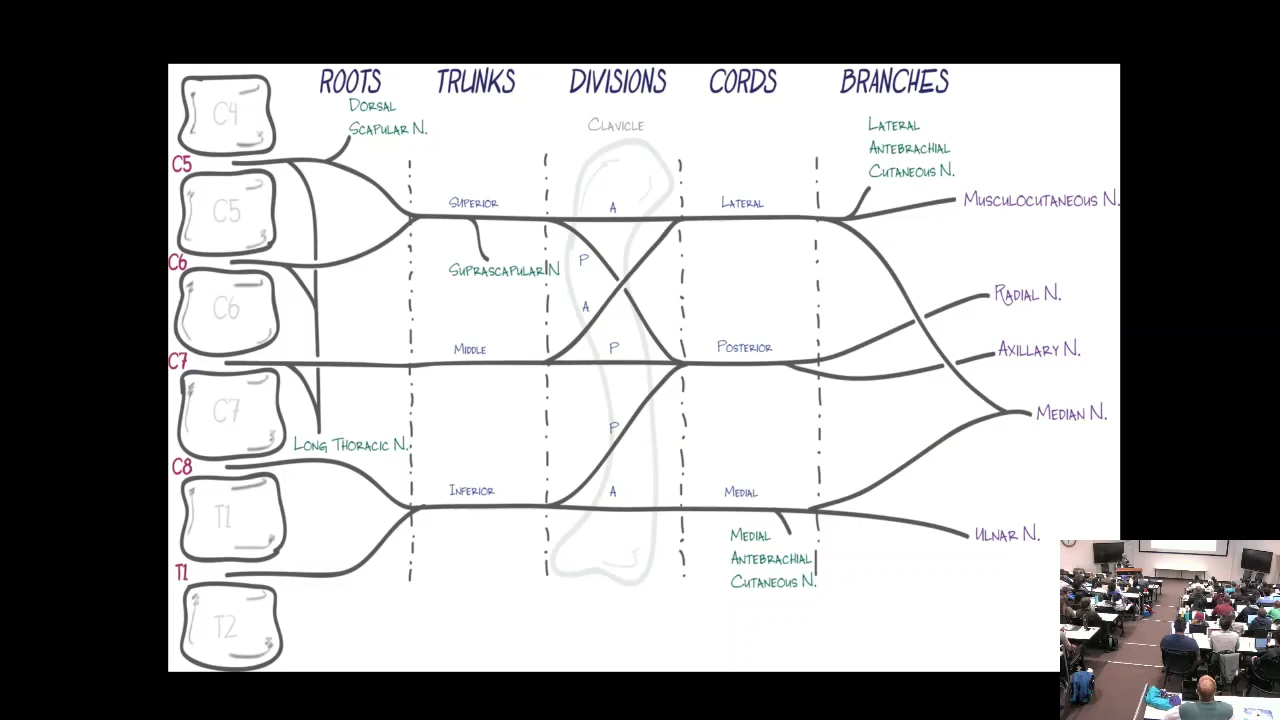 ROOTS TRUNKS DIVISIONS CORDS BRANCHES
DORSAL
SCAPULAR N.
CLAVICLE
LATERAL
ANTEBRACHIAL
CUTANEOUS N.
C4
C5
C5
SUPERIOR
A
LATERAL
MUSCULOCUTANEOUS N.
C6
P
SUPRASCAPULAR N
C6
A
RADIAL N.
C7
MIDDLE
P
POSTERIOR
AXILLARY N.
C7
P
MEDIAN N.
LONG THORACIC N.
C8
INFERIOR
A
MEDIAL
T1
MEDIAL
ANTEBRACHIAL
CUTANEOUS N.
ULNAR N.
T1
T2